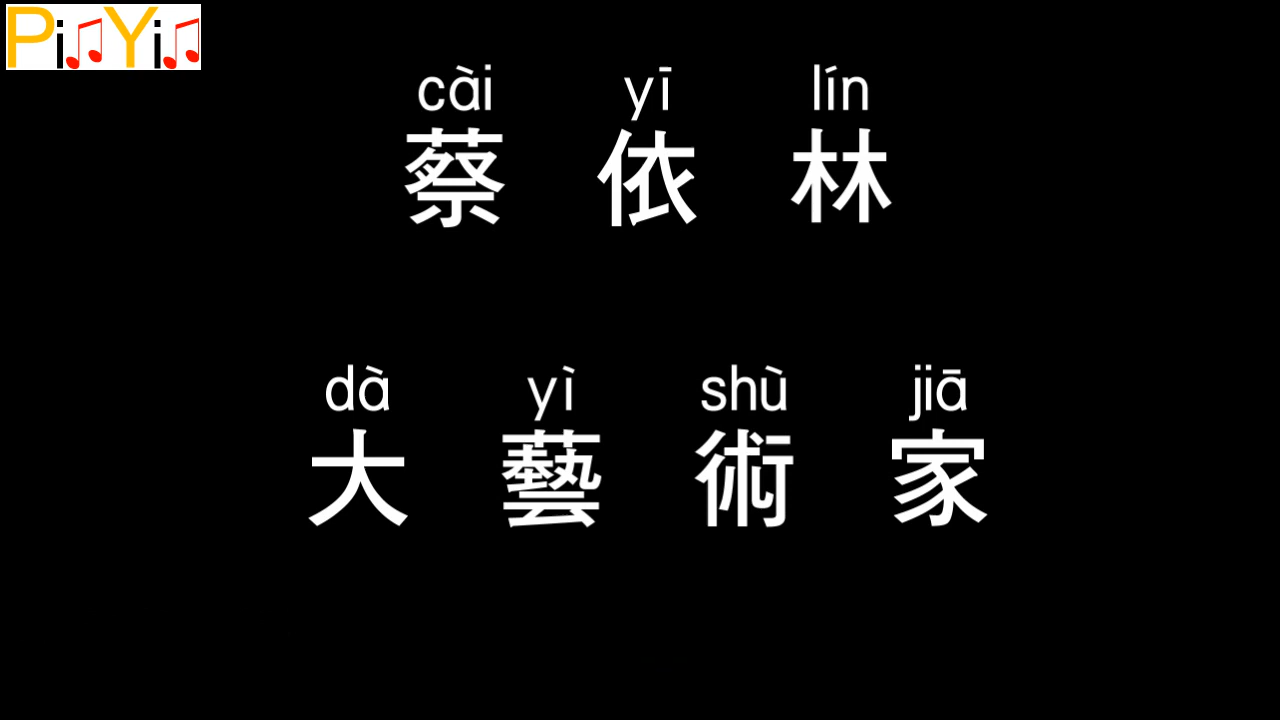 PinYin
cài yī lín
蔡 依 林
dà yì shù jiā
大 藝 術 家